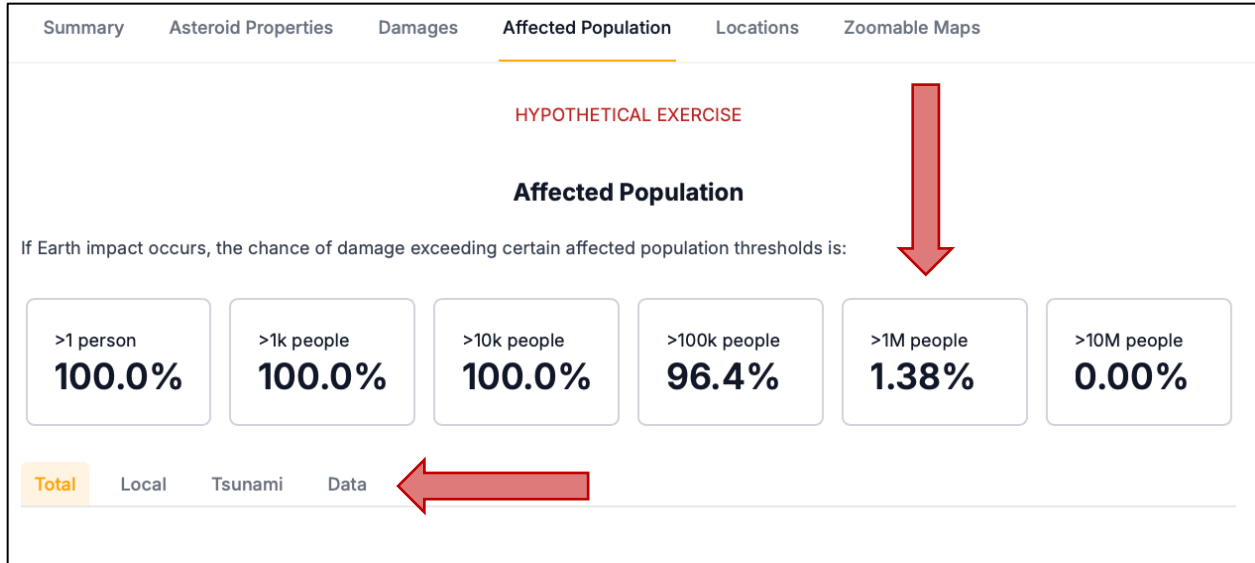 Summary Asteroid Properties Damages Affected Population Locations Zoomable Maps
HYPOTHETICAL EXERCISE
Affected Population
If Earth impact occurs, the chance of damage exceeding certain affected population thresholds is:
>1 person >1k people >10k people >100k people >1M people >10M people
100.0% 100.0% 100.0% 96.4% 1.38% 0.00%
Total Local Tsunami Data